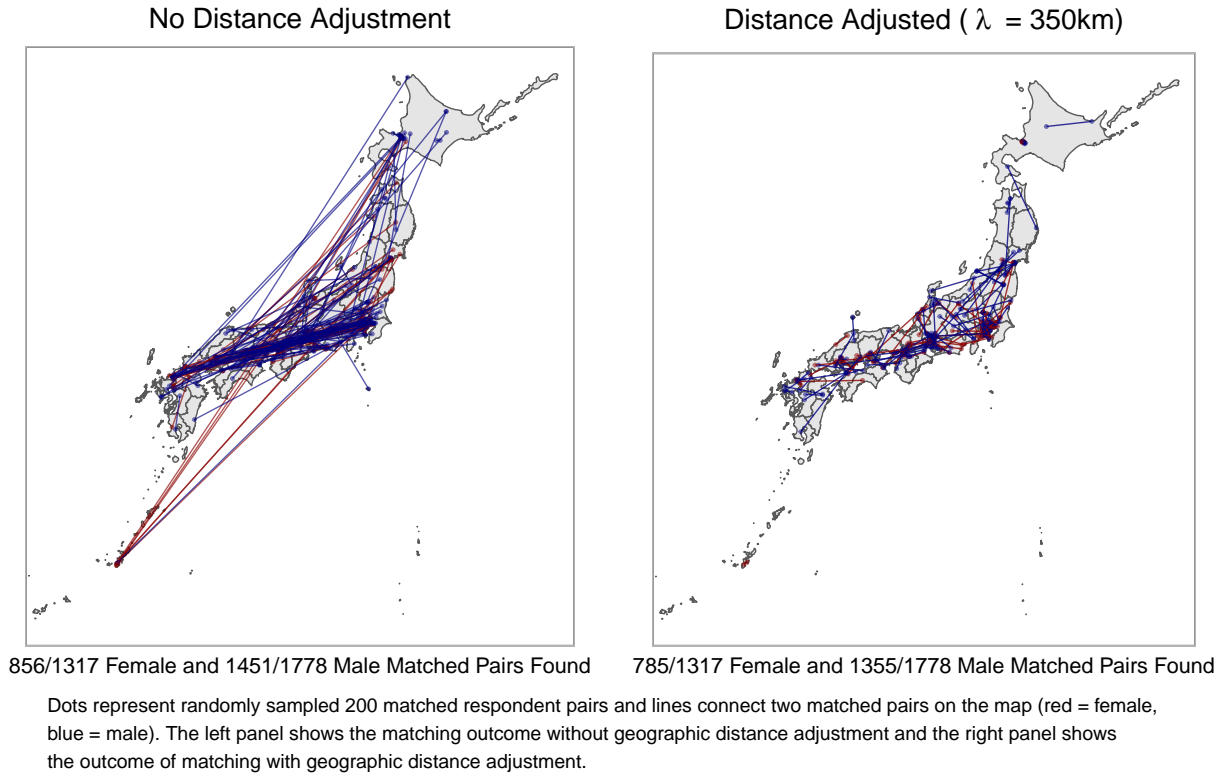 No Distance Adjustment
Distance Adjusted ( λ = 350km)
856/1317 Female and 1451/1778 Male Matched Pairs Found
785/1317 Female and 1355/1778 Male Matched Pairs Found
Dots represent randomly sampled 200 matched respondent pairs and lines connect two matched pairs on the map (red = female,
blue = male). The left panel shows the matching outcome without geographic distance adjustment and the right panel shows
the outcome of matching with geographic distance adjustment.